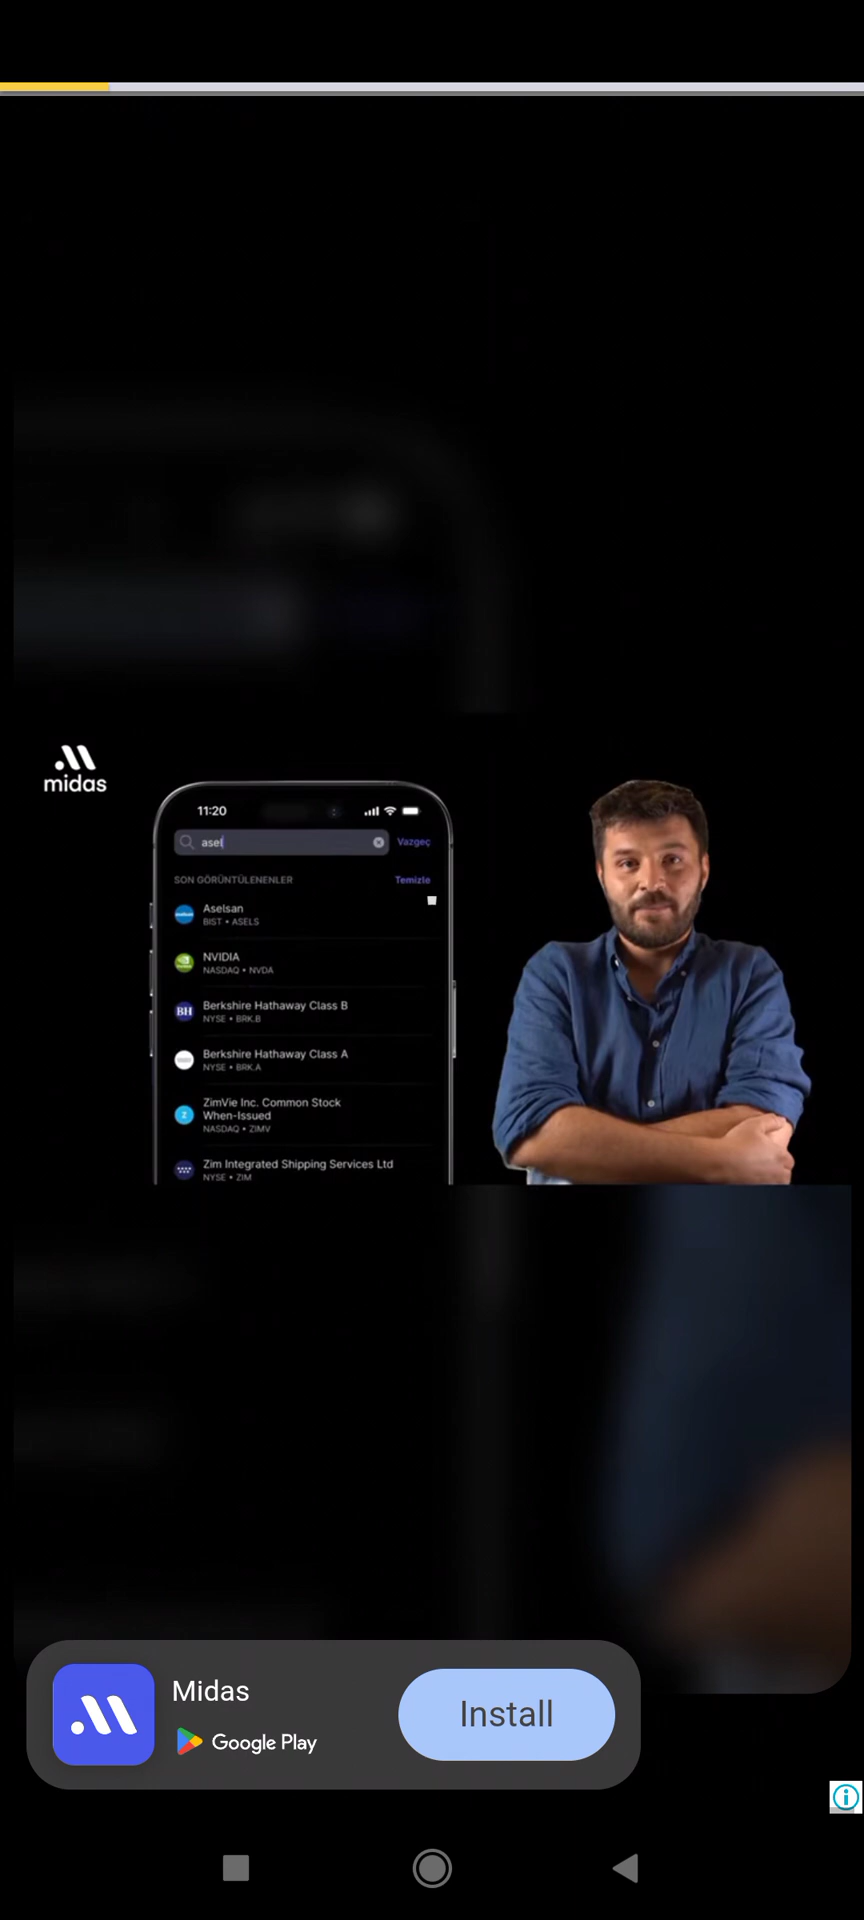 midas
11:20
asel
Vazgeç
SON GÖRÜNTÜLENENLER
Temizle
Aselsan
BIST • ASELS
NVIDIA
NASDAQ • NVDA
BH
Berkshire Hathaway Class B
NYSE • BRK.B
Berkshire Hathaway Class A
NYSE • BRK.A
Z
ZimVie Inc. Common Stock
When-Issued
NASDAQ • ZIMV
Zim Integrated Shipping Services Ltd
NYSE • ZIM
Midas
Google Play
Install